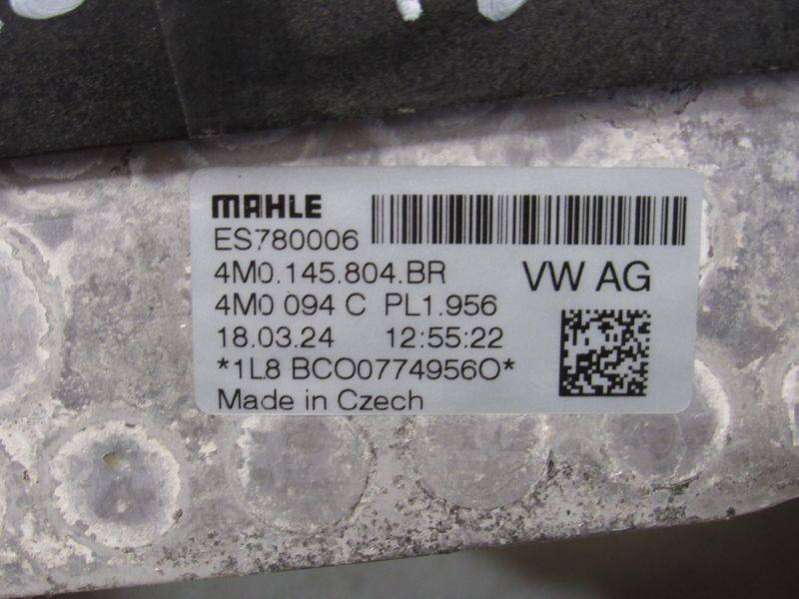 MAHLE
ES780006
4M0.145.804.BR VW AG
4M0 094 C PL1.956
18.03.24 12:55:22
*1L8 BCO0774956O*
Made in Czech